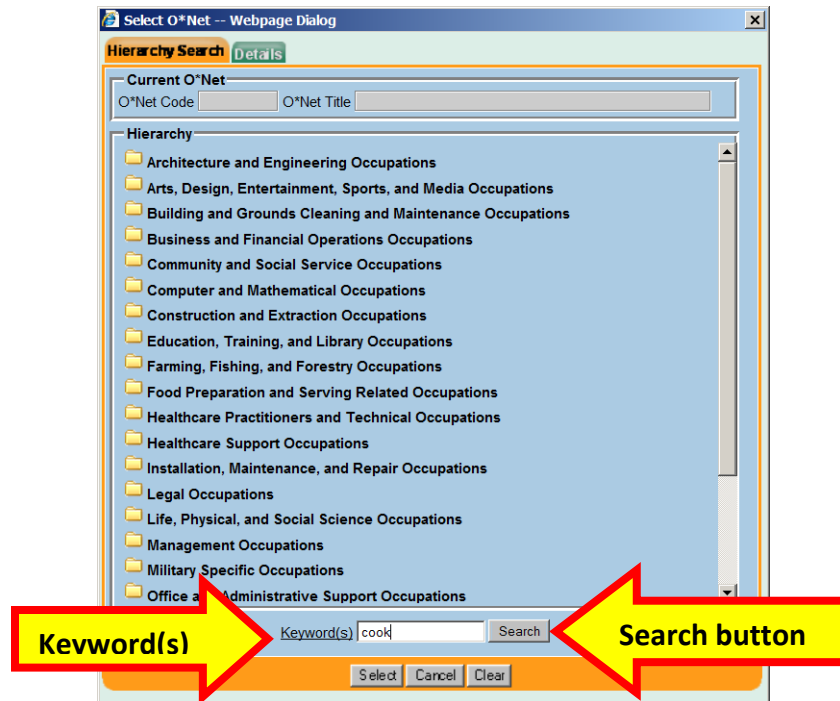 Select O*Net -- Webpage Dialog
Hierarchy Search Details
Current O*Net
O*Net Code O*Net Title
Hierarchy
Architecture and Engineering Occupations
Arts, Design, Entertainment, Sports, and Media Occupations
Building and Grounds Cleaning and Maintenance Occupations
Business and Financial Operations Occupations
Community and Social Service Occupations
Computer and Mathematical Occupations
Construction and Extraction Occupations
Education, Training, and Library Occupations
Farming, Fishing, and Forestry Occupations
Food Preparation and Serving Related Occupations
Healthcare Practitioners and Technical Occupations
Healthcare Support Occupations
Installation, Maintenance, and Repair Occupations
Legal Occupations
Life, Physical, and Social Science Occupations
Management Occupations
Military Specific Occupations
Office a Administrative Support Occupations
Keyword(s) Keyword(s) cook Search Search button
Select Cancel Clear